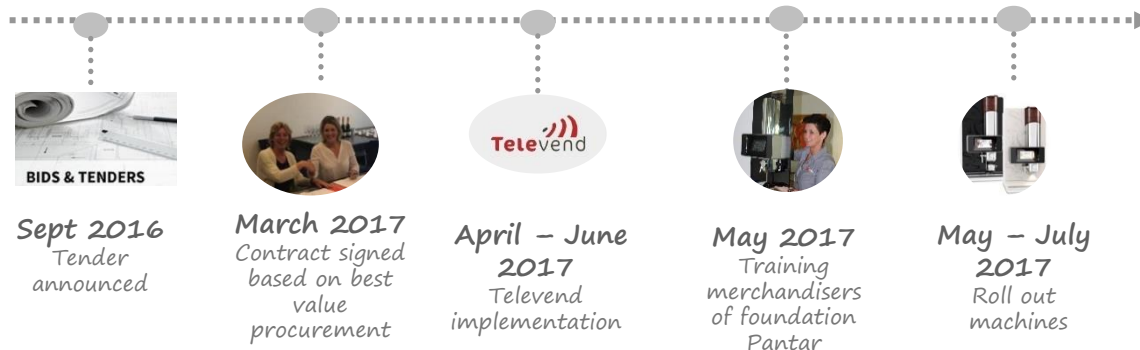 BIDS & TENDERS
Sept 2016
Tender
announced
March 2017
Contract signed
based on best
value
procurement
Televend
April – June
2017
Televend
implementation
May 2017
Training
merchandisers
of foundation
Pantar
May – July
2017
Roll out
machines